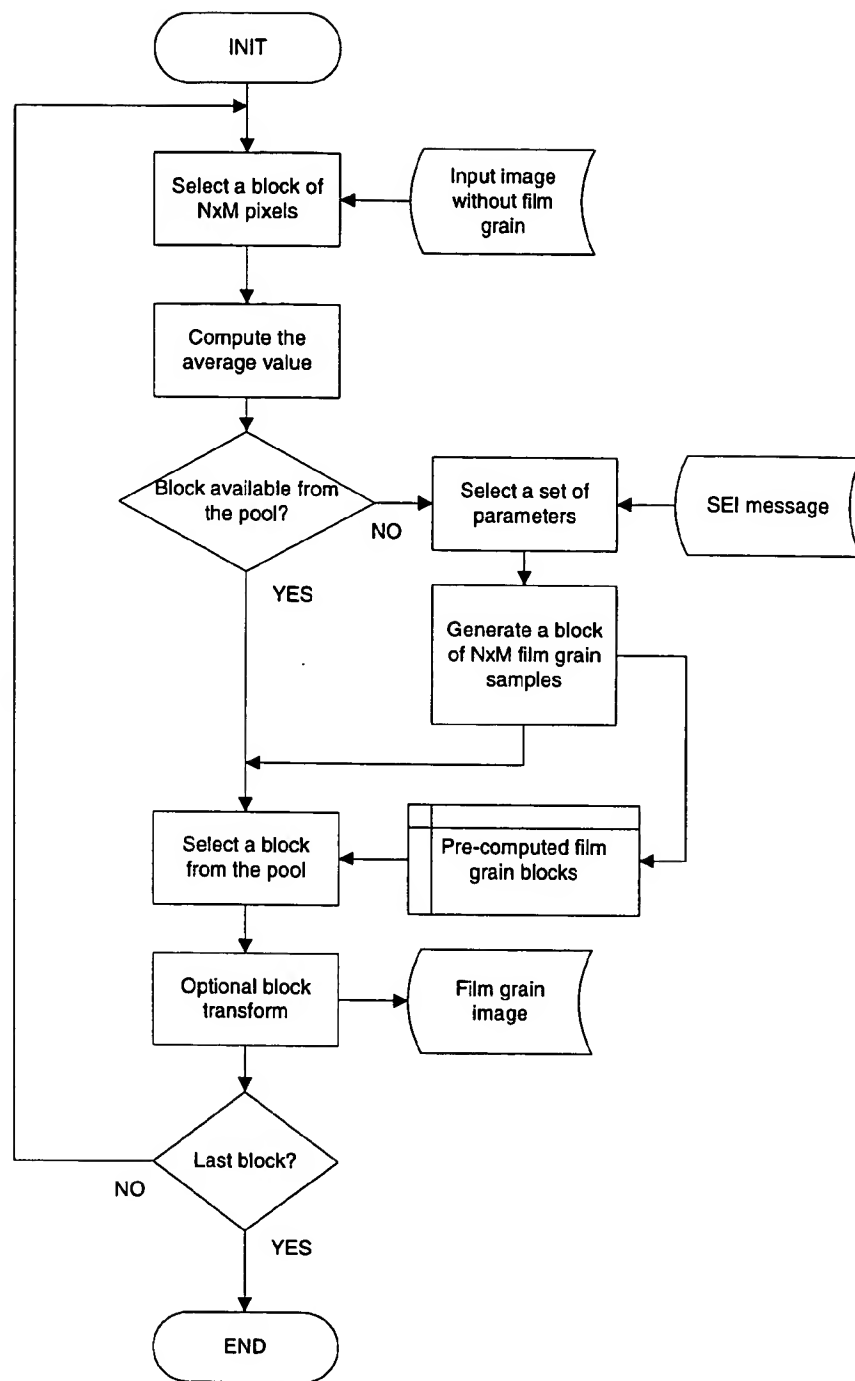 INIT
Select a block of
NxM pixels
Input image
without film
grain
Compute the
average value
Block available from
the pool?
NO
Select a set of
parameters
SEI message
YES
Generate a block
of NxM film grain
samples
Select a block
from the pool
Pre-computed film
grain blocks
Optional block
transform
Film grain
image
Last block?
NO
YES
END